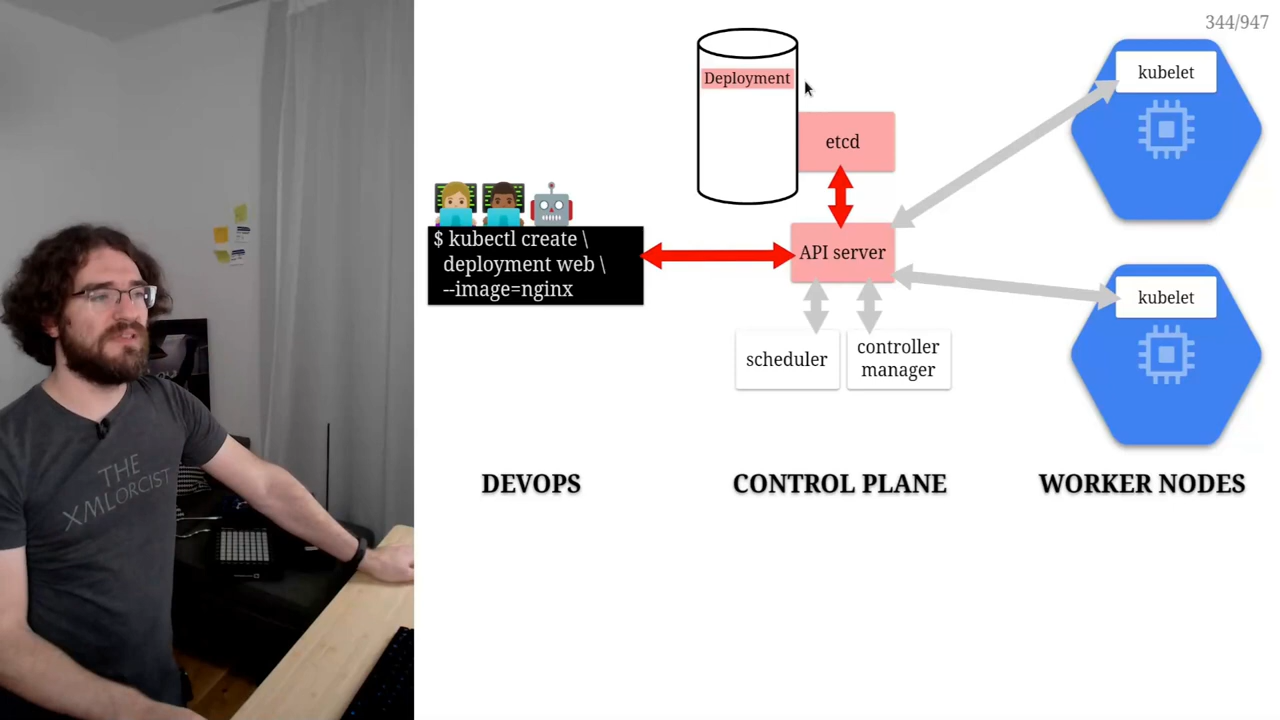 344/947
Deployment
etcd
kubelet
$ kubectl create \
deployment web \
--image=nginx
API server
kubelet
scheduler
controller
manager
DEVOPS
CONTROL PLANE
WORKER NODES
THE
XMLORCIST